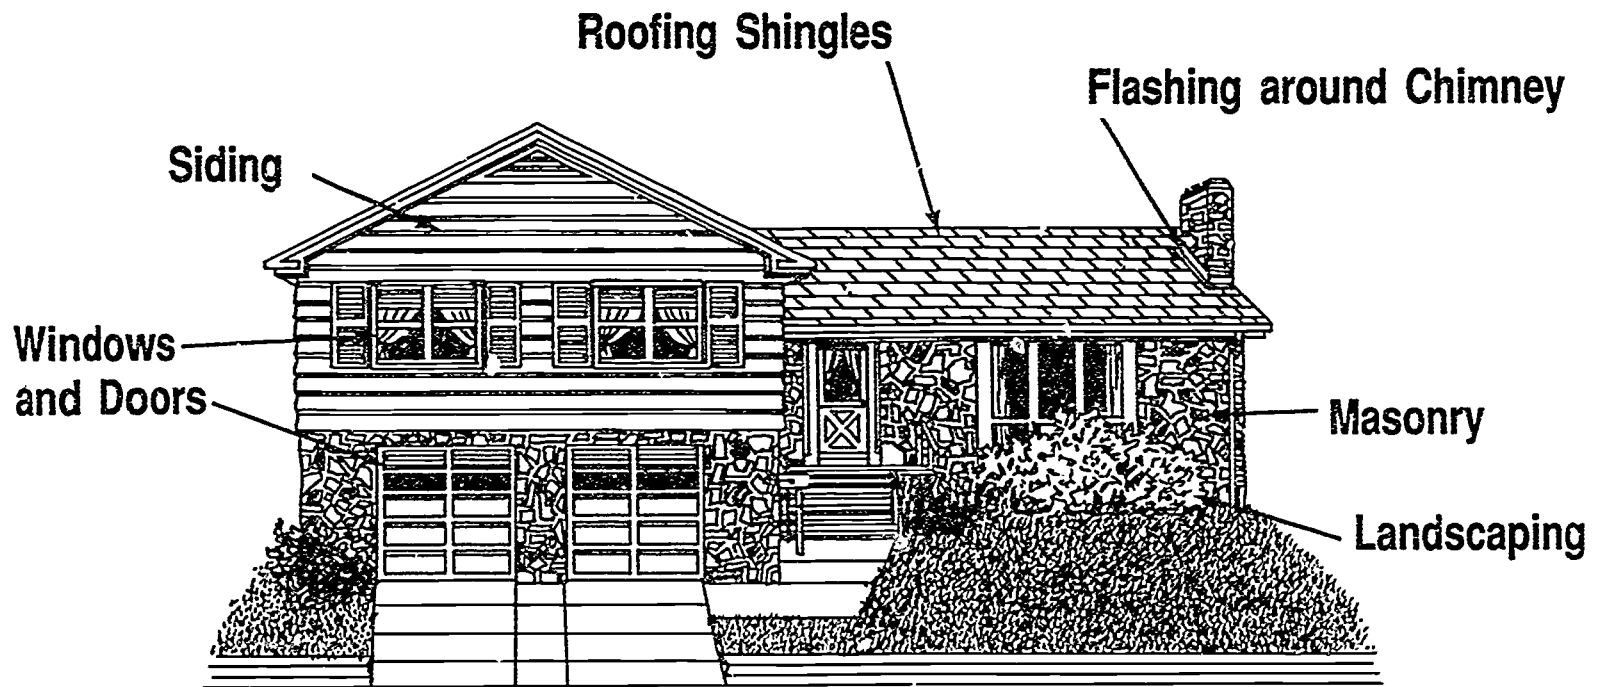 Roofing Shingles
Flashing around Chimney
Siding
Windows
and Doors
Masonry
Landscaping